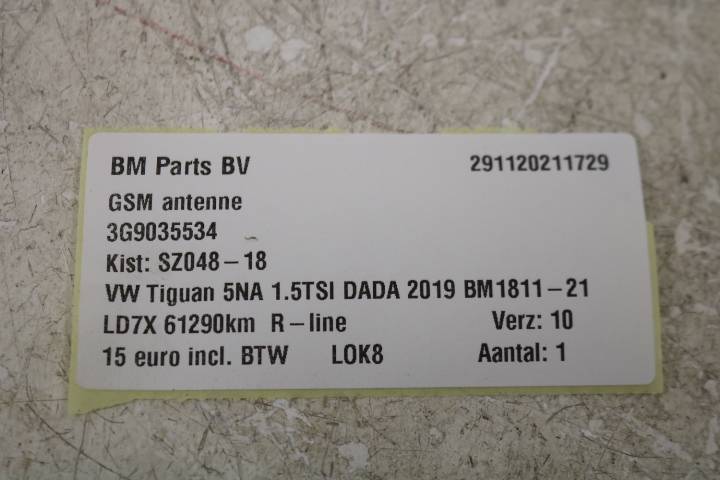 BM Parts BV 291120211729
GSM antenne
3G9035534
Kist: SZ048-18
VW Tiguan 5NA 1.5TSI DADA 2019 BM1811-21
LD7X 61290km R-line Verz: 10
15 euro incl. BTW LOK8 Aantal: 1